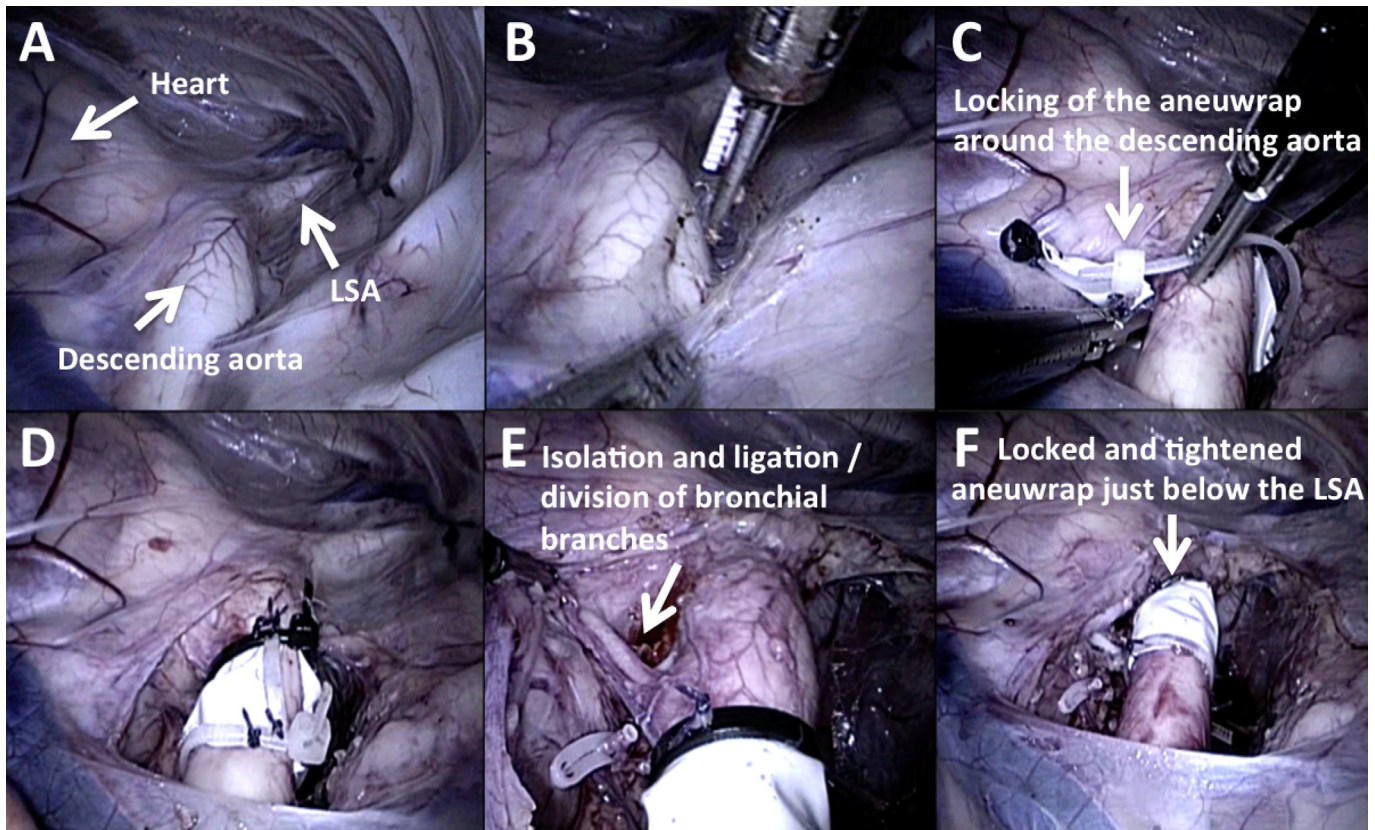 A
Heart
LSA
Descending aorta
B
C
Locking of the aneuwrap
around the descending aorta
D
E
Isolation and ligation /
division of bronchial
branches
F
Locked and tightened
aneuwrap just below the LSA